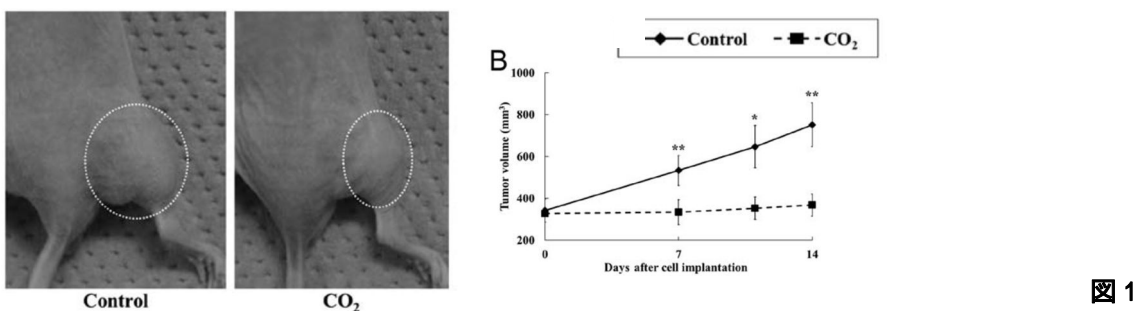 Control
CO₂
B
Control CO₂
Tumor volume (mm³)
1000
800
600
400
200
**
*
**
0 7 14
Days after cell implantation
図 1